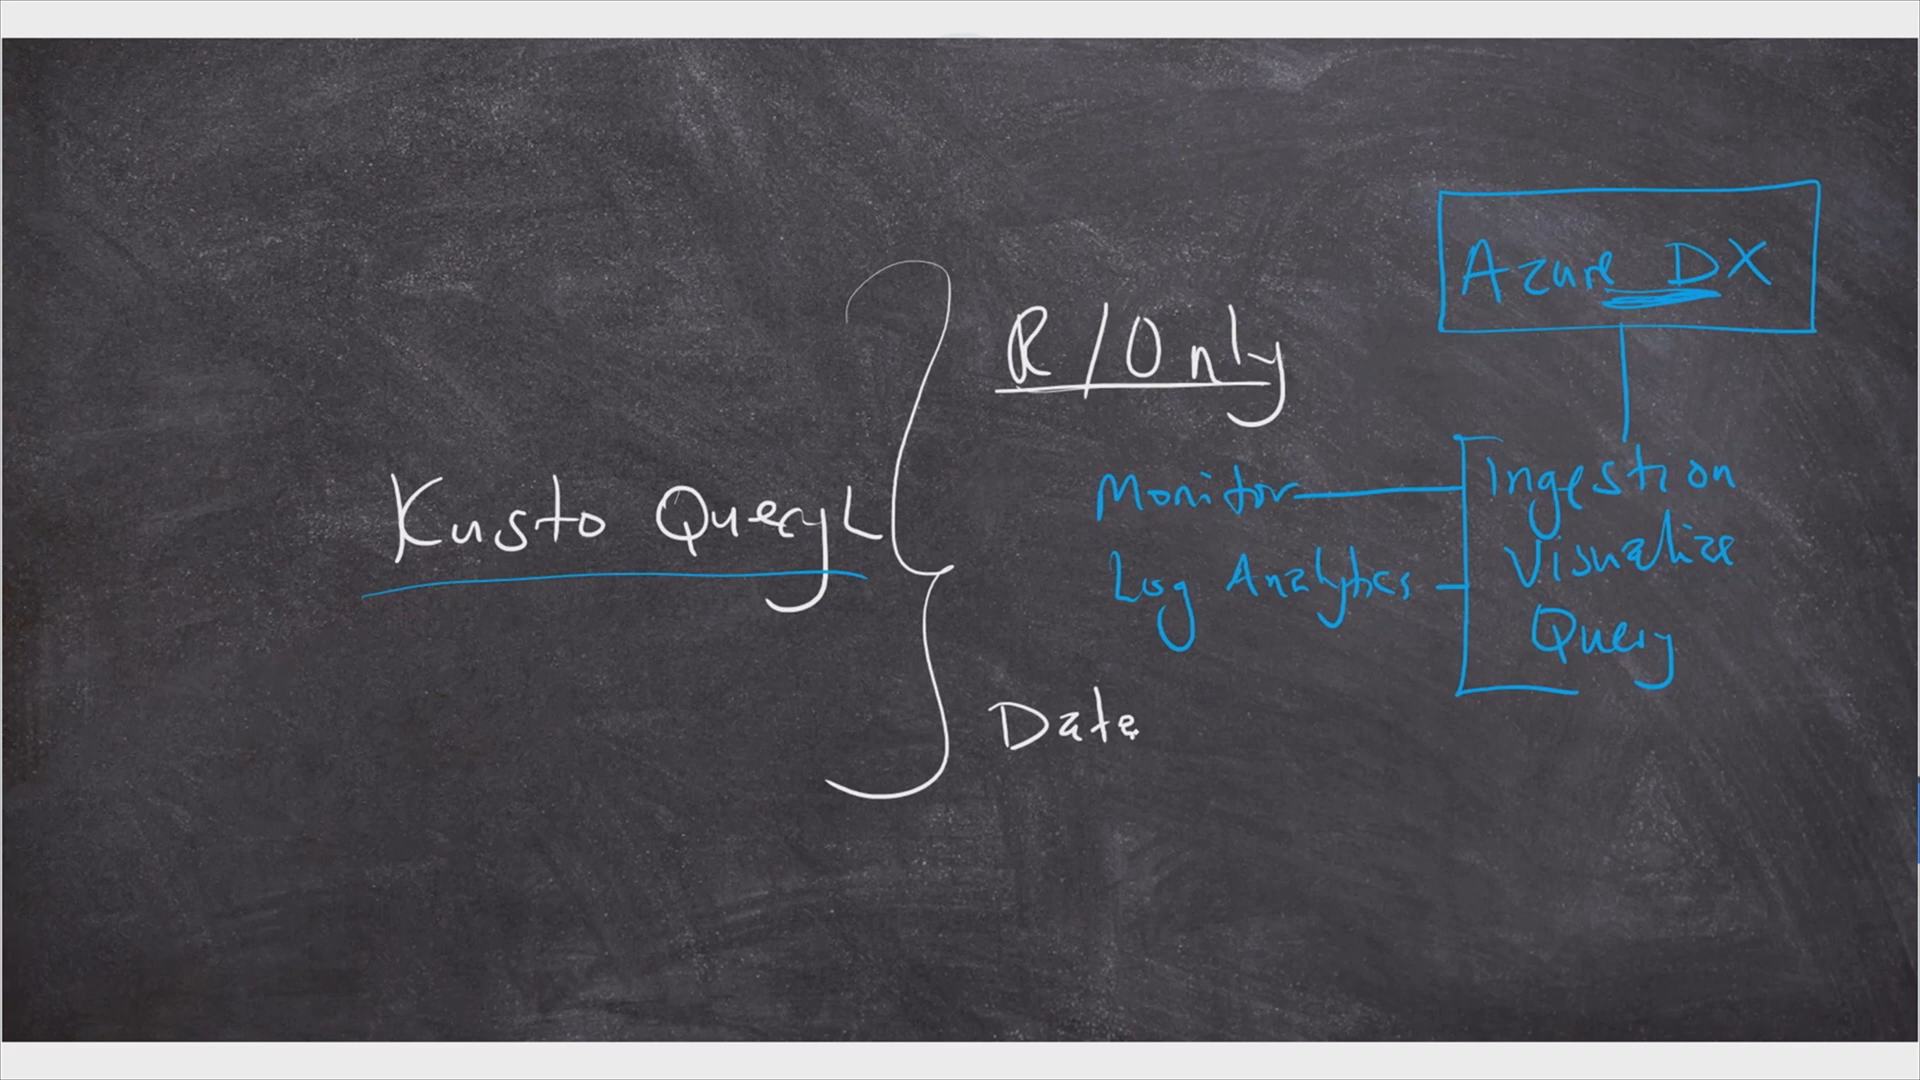 Azure DX
R/Only
Monitor
Ingestion
Kusto QueryL
Visualize
Log Analytics
Query
Date